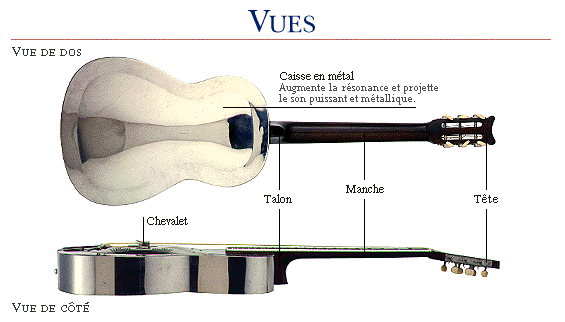 VUES
VUE DE DOS
Caisse en métal
Augmente la résonance et projette
le son puissant et métallique.
Talon
Manche
Tête
Chevalet
VUE DE CÔTÉ